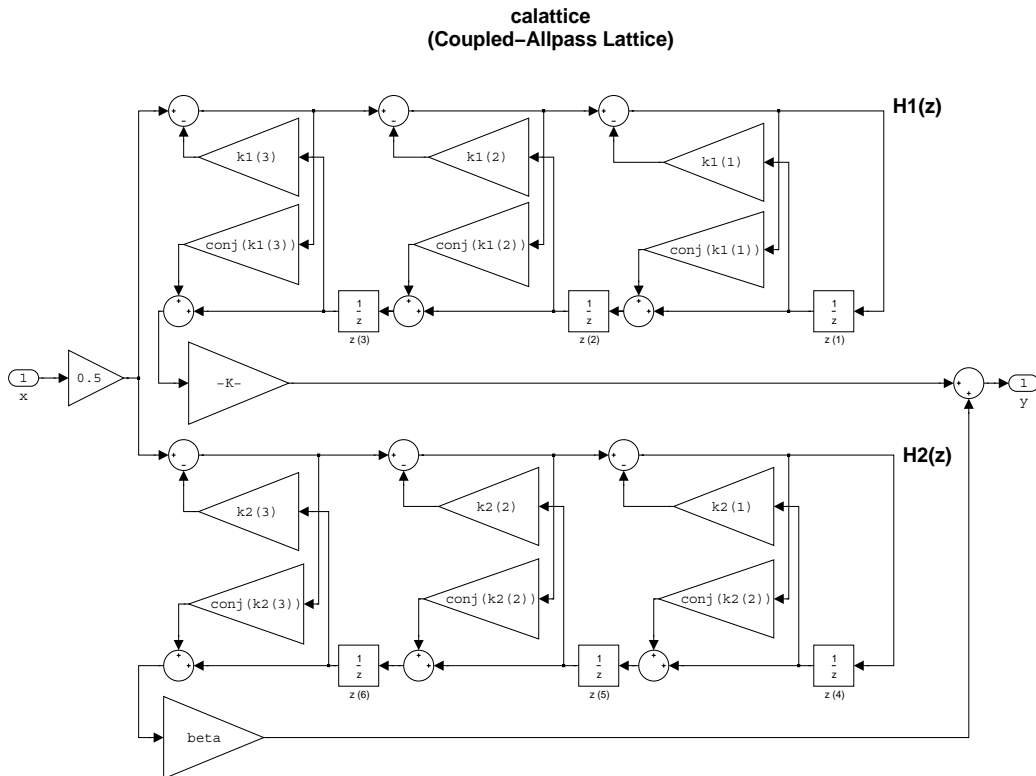 calattice
(Coupled−Allpass Lattice)
H1(z)
+
−
+
−
+
−
k1(3)
k1(2)
k1(1)
conj(k1(3))
conj(k1(2))
conj(k1(1))
+
+
1
z
z (3)
+
+
1
z
z (2)
+
+
1
z
z (1)
1
x
0.5
−K−
+
+
1
y
H2(z)
+
−
+
−
+
−
k2(3)
k2(2)
k2(1)
conj(k2(3))
conj(k2(2))
conj(k2(2))
+
+
1
z
z (6)
+
+
1
z
z (5)
+
+
1
z
z (4)
beta